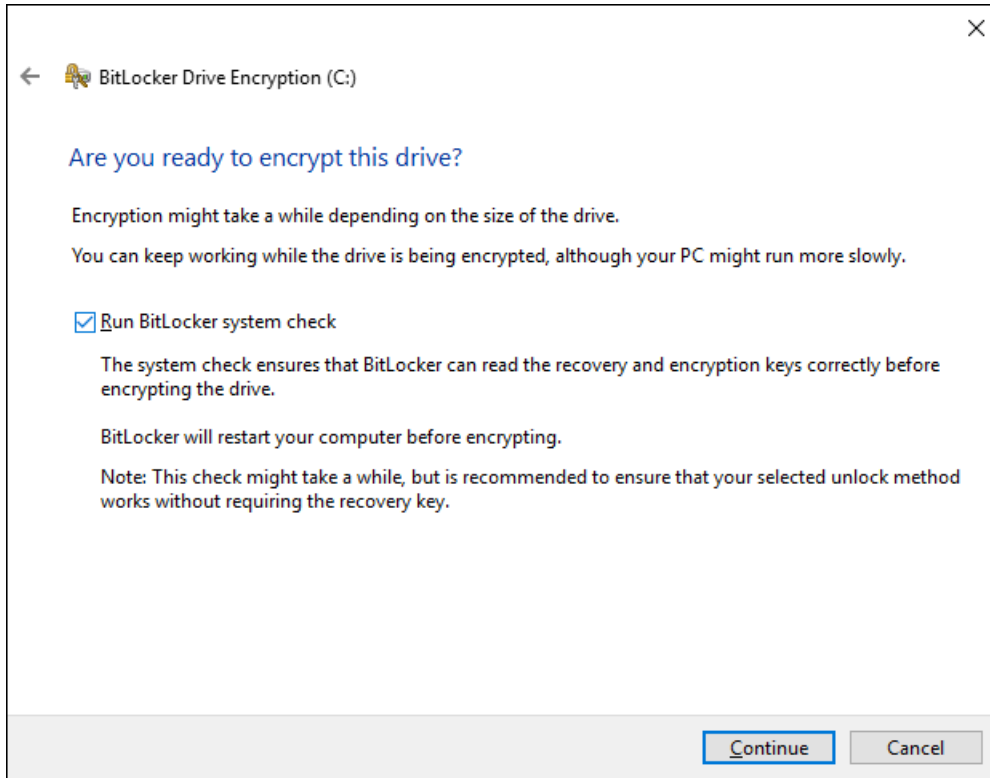 BitLocker Drive Encryption (C:)
Are you ready to encrypt this drive?
Encryption might take a while depending on the size of the drive.
You can keep working while the drive is being encrypted, although your PC might run more slowly.
Run BitLocker system check
The system check ensures that BitLocker can read the recovery and encryption keys correctly before
encrypting the drive.
BitLocker will restart your computer before encrypting.
Note: This check might take a while, but is recommended to ensure that your selected unlock method
works without requiring the recovery key.
Continue
Cancel